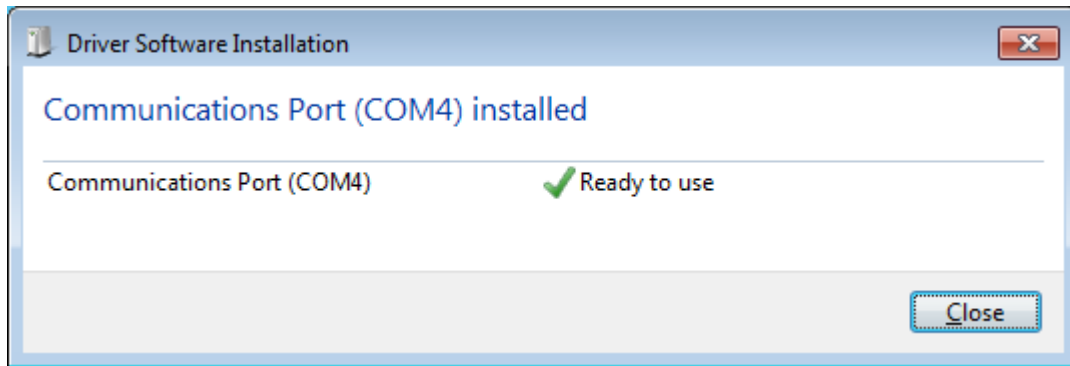 Driver Software Installation
Communications Port (COM4) installed
Communications Port (COM4) Ready to use
Close